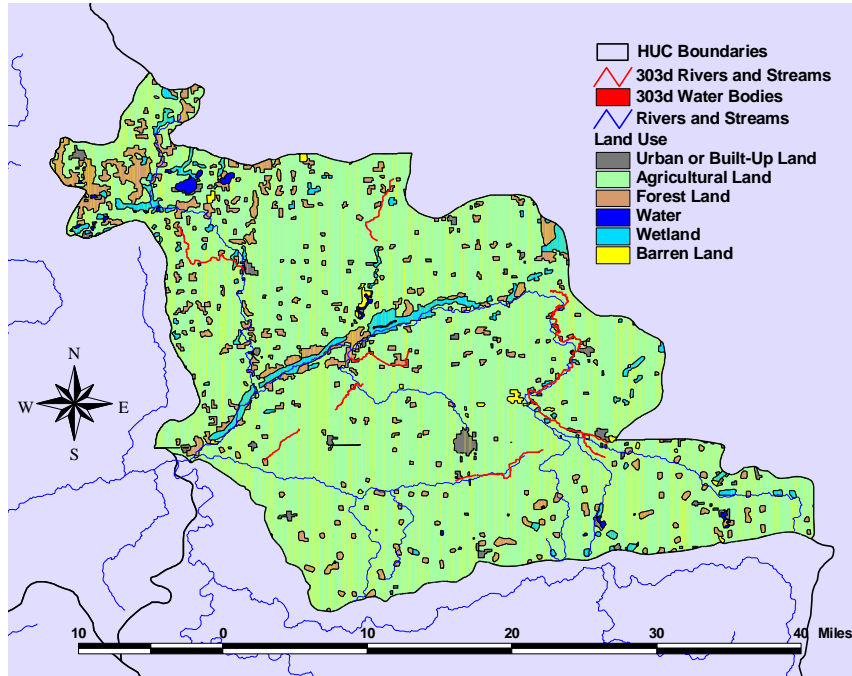 HUC Boundaries
303d Rivers and Streams
303d Water Bodies
Rivers and Streams
Land Use
Urban or Built-Up Land
Agricultural Land
Forest Land
Water
Wetland
Barren Land
N
W E
S
10 0 10 20 30 40 Miles